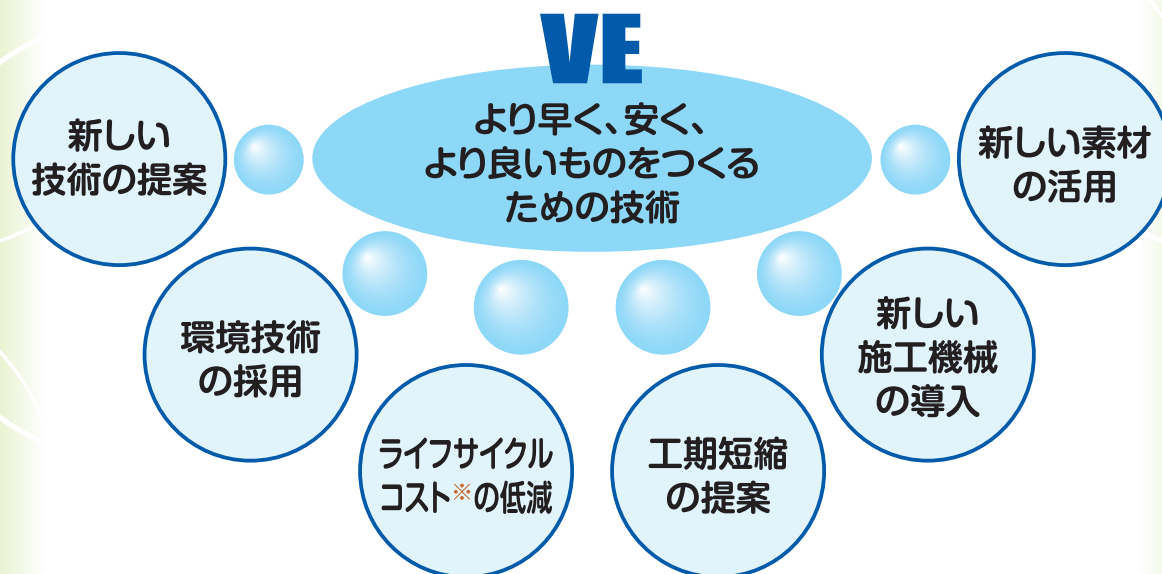 VE
より早く、安く、
より良いものをつくる
ための技術
新しい
技術の提案
環境技術
の採用
ライフサイクル
コスト※の低減
工期短縮
の提案
新しい
施工機械
の導入
新しい素材
の活用